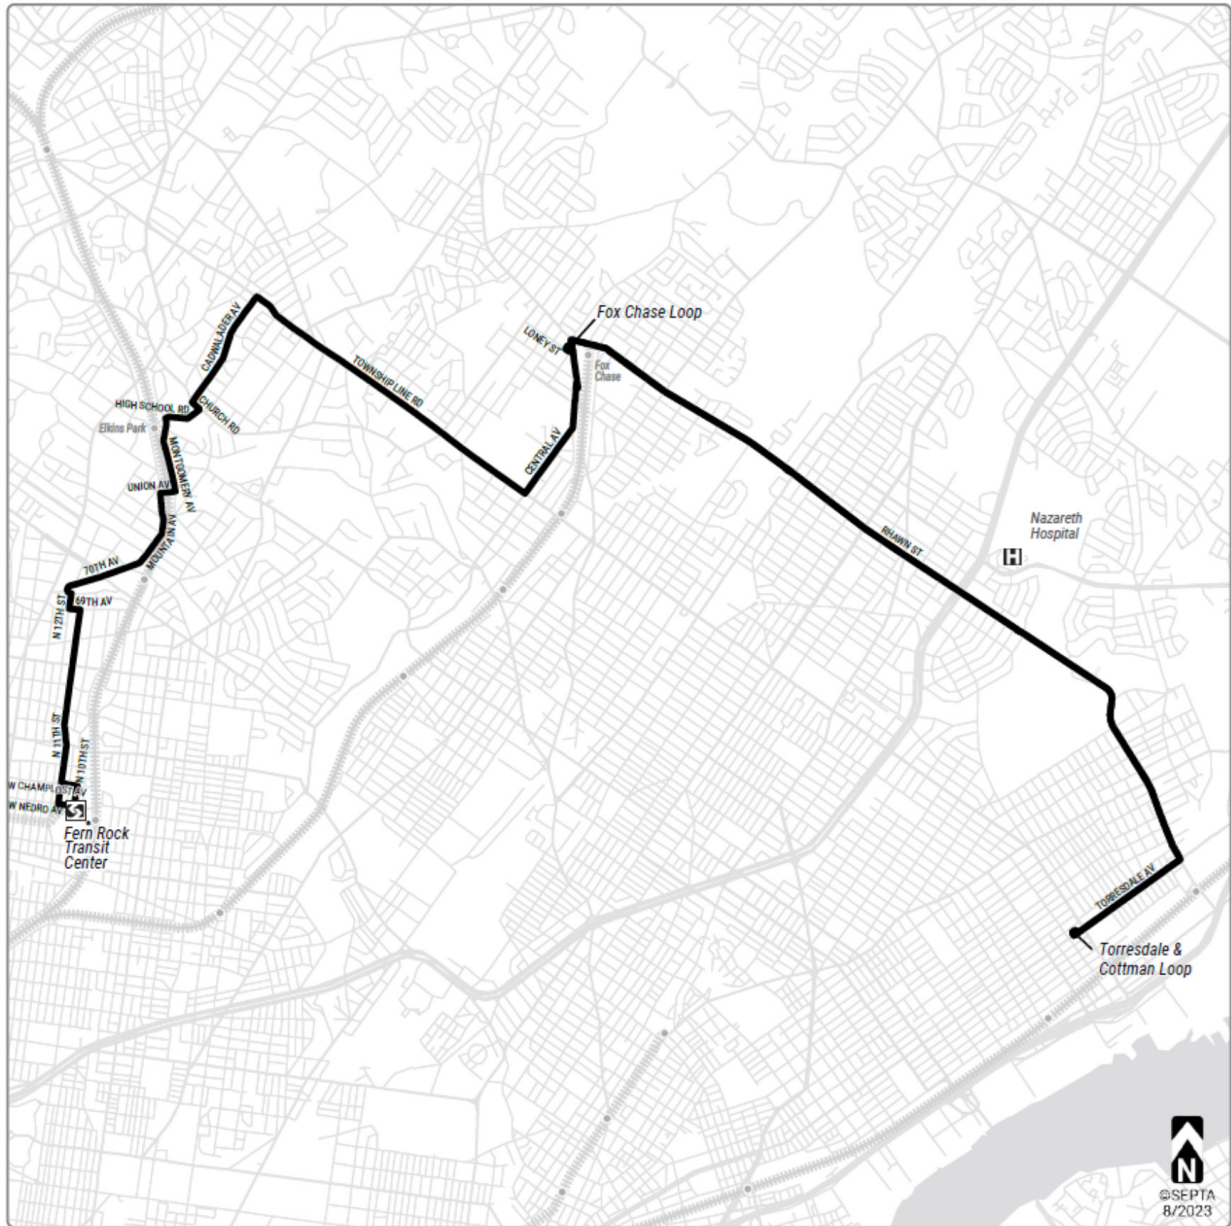 Fox Chase Loop
LONEY ST
Fox
Chase
CADWALADER AV
TOWNSHIP LINE RD
HIGH SCHOOL RD
CHURCH RD
Elkins Park
CENTRAL AV
MONTGOMERY AV
UNION AV
MOUNTAIN AV
RHAWN ST
Nazareth
Hospital
H
70TH AV
69TH AV
N 12TH ST
N 11TH ST
N 10TH ST
W CHAMPLOST AV
W NEDRO AV
Fern Rock
Transit
Center
TORRESDALE AV
Torresdale &
Cottman Loop
N
©SEPTA
8/2023